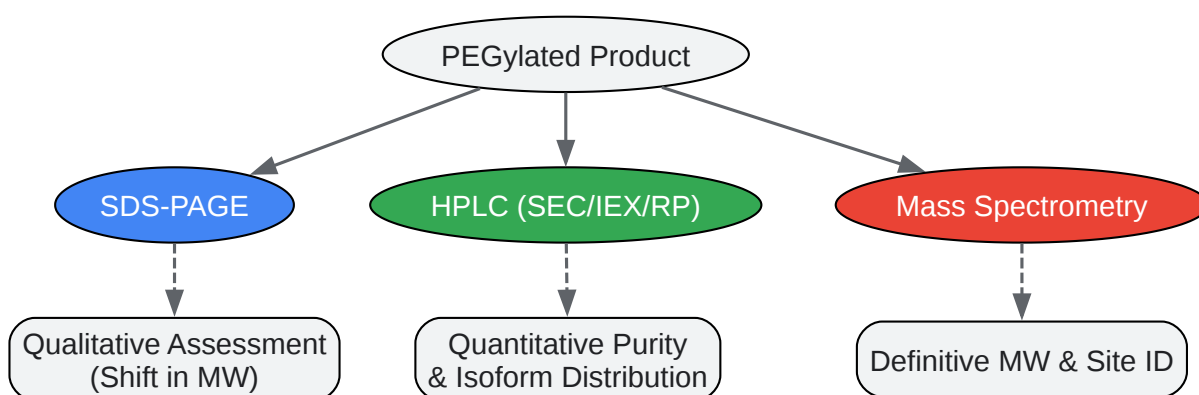 PEGylated Product
SDS-PAGE
HPLC (SEC/IEX/RP)
Mass Spectrometry
Qualitative Assessment
(Shift in MW)
Quantitative Purity
& Isoform Distribution
Definitive MW & Site ID